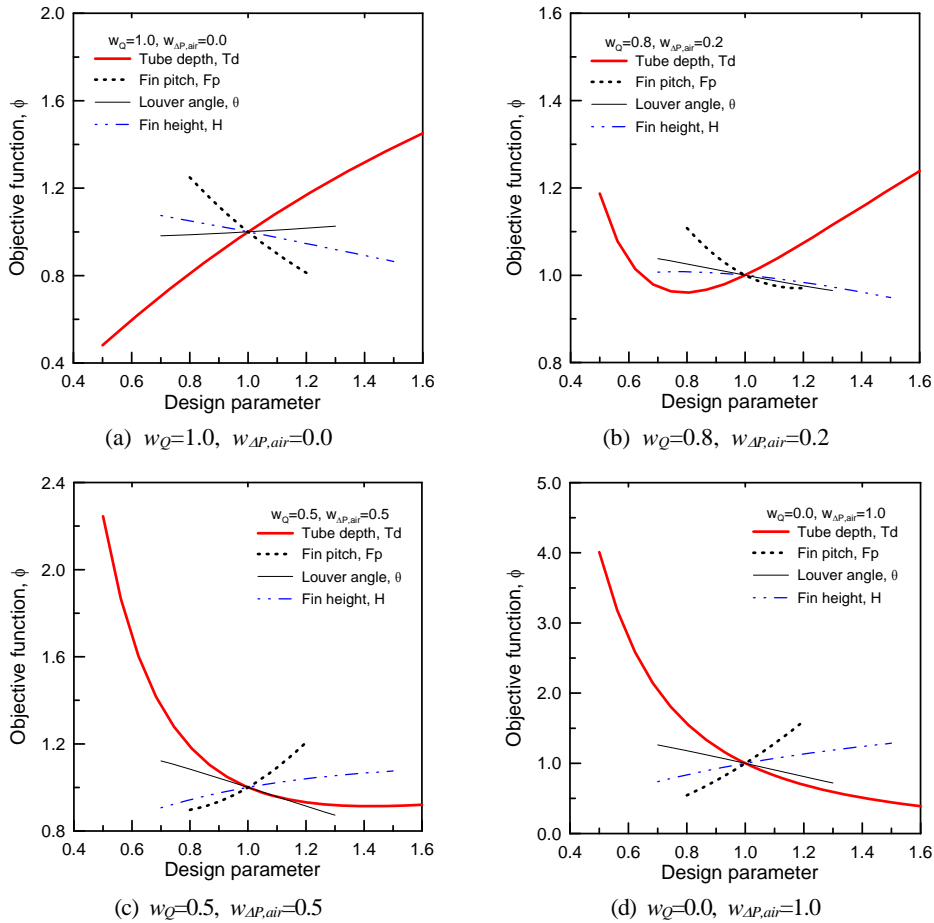 2.0
1.6
1.2
0.8
0.4
Objective function, ϕ
w_Q=1.0, w_ΔP,air=0.0
Tube depth, Td
Fin pitch, Fp
Louver angle, θ
Fin height, H
0.4 0.6 0.8 1.0 1.2 1.4 1.6
Design parameter
(a) w_Q=1.0, w_ΔP,air=0.0
1.6
1.4
1.2
1.0
0.8
Objective function, ϕ
w_Q=0.8, w_ΔP,air=0.2
Tube depth, Td
Fin pitch, Fp
Louver angle, θ
Fin height, H
0.4 0.6 0.8 1.0 1.2 1.4 1.6
Design parameter
(b) w_Q=0.8, w_ΔP,air=0.2
2.4
2.0
1.6
1.2
0.8
Objective function, ϕ
w_Q=0.5, w_ΔP,air=0.5
Tube depth, Td
Fin pitch, Fp
Louver angle, θ
Fin height, H
0.4 0.6 0.8 1.0 1.2 1.4 1.6
Design parameter
(c) w_Q=0.5, w_ΔP,air=0.5
5.0
4.0
3.0
2.0
1.0
0.0
Objective function, ϕ
w_Q=0.0, w_ΔP,air=1.0
Tube depth, Td
Fin pitch, Fp
Louver angle, θ
Fin height, H
0.4 0.6 0.8 1.0 1.2 1.4 1.6
Design parameter
(d) w_Q=0.0, w_ΔP,air=1.0